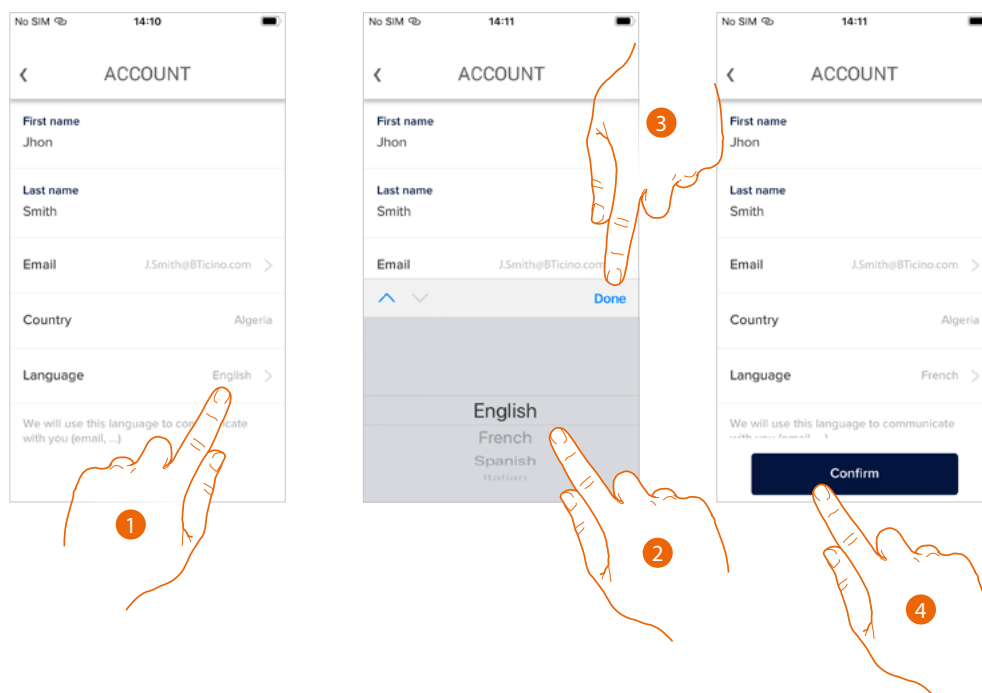 No SIM
14:10
ACCOUNT
First name
Jhon
Last name
Smith
Email
J.Smith@BTicino.com
Country
Algeria
Language
English
We will use this language to
with you (email, ...)
1
No SIM
14:11
ACCOUNT
First name
Jhon
Last name
Smith
Email
J.Smith@BTicino.com
Done
English
French
Spanish
Italian
3
2
No SIM
14:11
ACCOUNT
First name
Jhon
Last name
Smith
Email
J.Smith@BTicino.com
Country
Algeria
Language
French
We will use this language to communicate
with you (email, ...)
Confirm
4